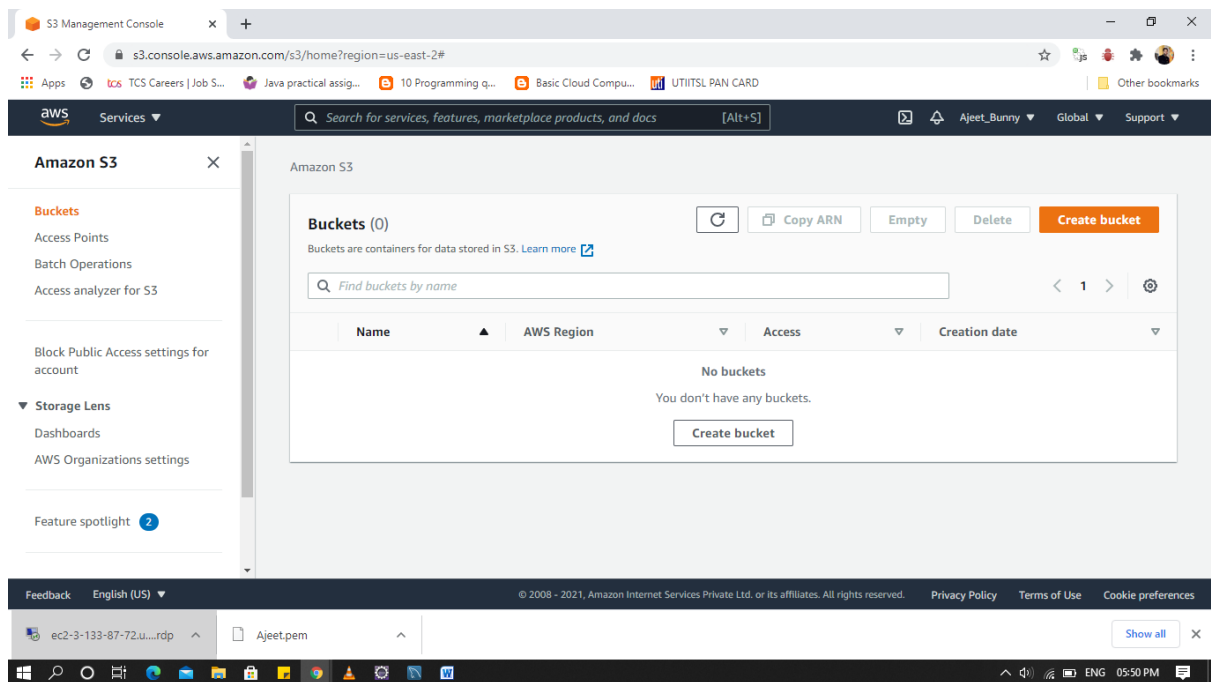 S3 Management Console
s3.console.aws.amazon.com/s3/home?region=us-east-2#
Apps
tcs TCS Careers | Job S...
Java practical assig...
10 Programming q...
Basic Cloud Compu...
UTIITSL PAN CARD
Other bookmarks
aws
Services
Search for services, features, marketplace products, and docs [Alt+S]
Ajeet_Bunny
Global
Support
Amazon S3
Buckets
Access Points
Batch Operations
Access analyzer for S3
Block Public Access settings for
account
Storage Lens
Dashboards
AWS Organizations settings
Feature spotlight 2
Amazon S3
Buckets (0)
Copy ARN
Empty
Delete
Create bucket
Buckets are containers for data stored in S3. Learn more
Find buckets by name
1
Name
AWS Region
Access
Creation date
No buckets
You don't have any buckets.
Create bucket
Feedback
English (US)
© 2008 - 2021, Amazon Internet Services Private Ltd. or its affiliates. All rights reserved.
Privacy Policy
Terms of Use
Cookie preferences
ec2-3-133-87-72.u....rdp
Ajeet.pem
Show all
ENG
05:50 PM